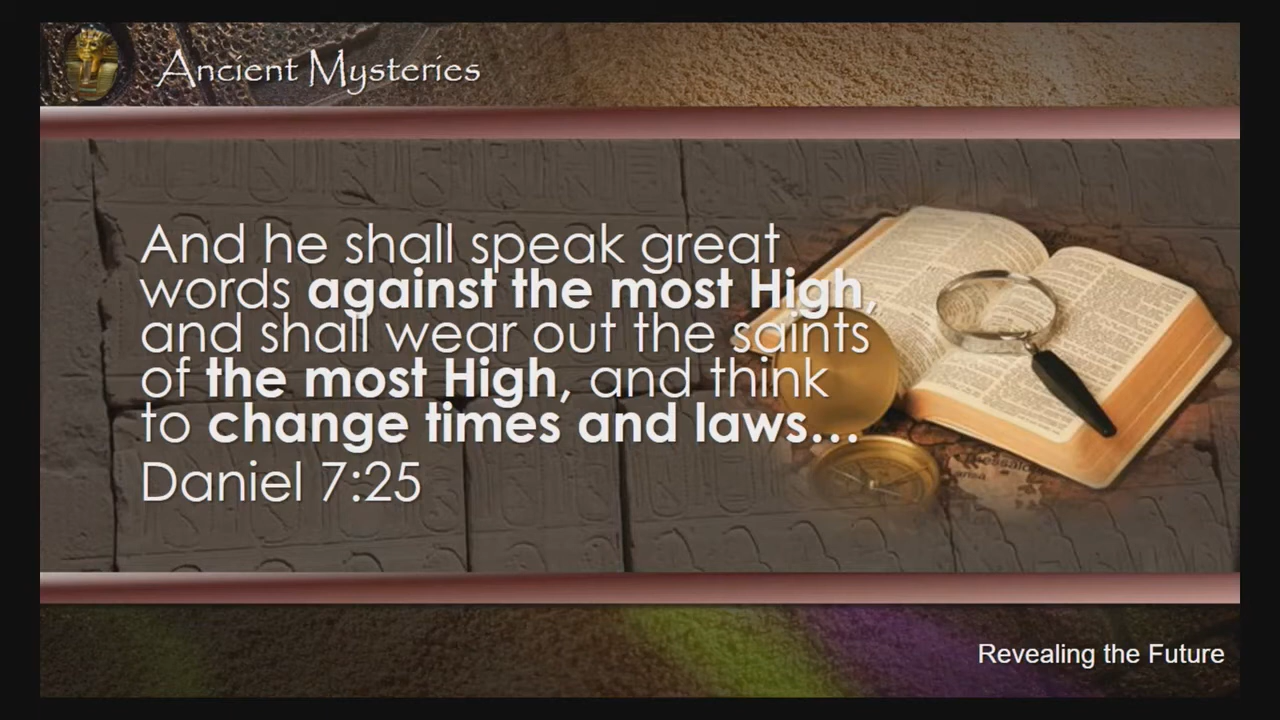 Ancient Mysteries
And he shall speak great
words against the most High,
and shall wear out the saints
of the most High, and think
to change times and laws...
Daniel 7:25
Revealing the Future